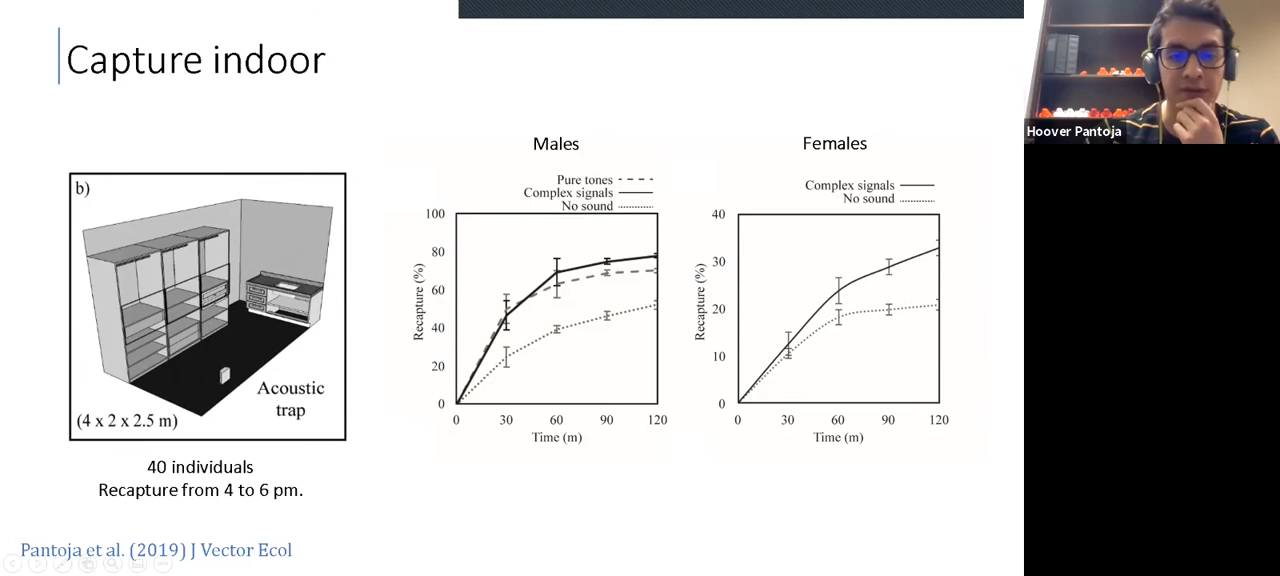 Capture indoor
Hoover Pantoja
b)
Acoustic
trap
(4 x 2 x 2.5 m)
40 individuals
Recapture from 4 to 6 pm.
Males
Pure tones
Complex signals
No sound
100
80
60
40
20
0
Recapture (%)
0 30 60 90 120
Time (m)
Females
Complex signals
No sound
40
30
20
10
0
Recapture (%)
0 30 60 90 120
Time (m)
Pantoja et al. (2019) J Vector Ecol